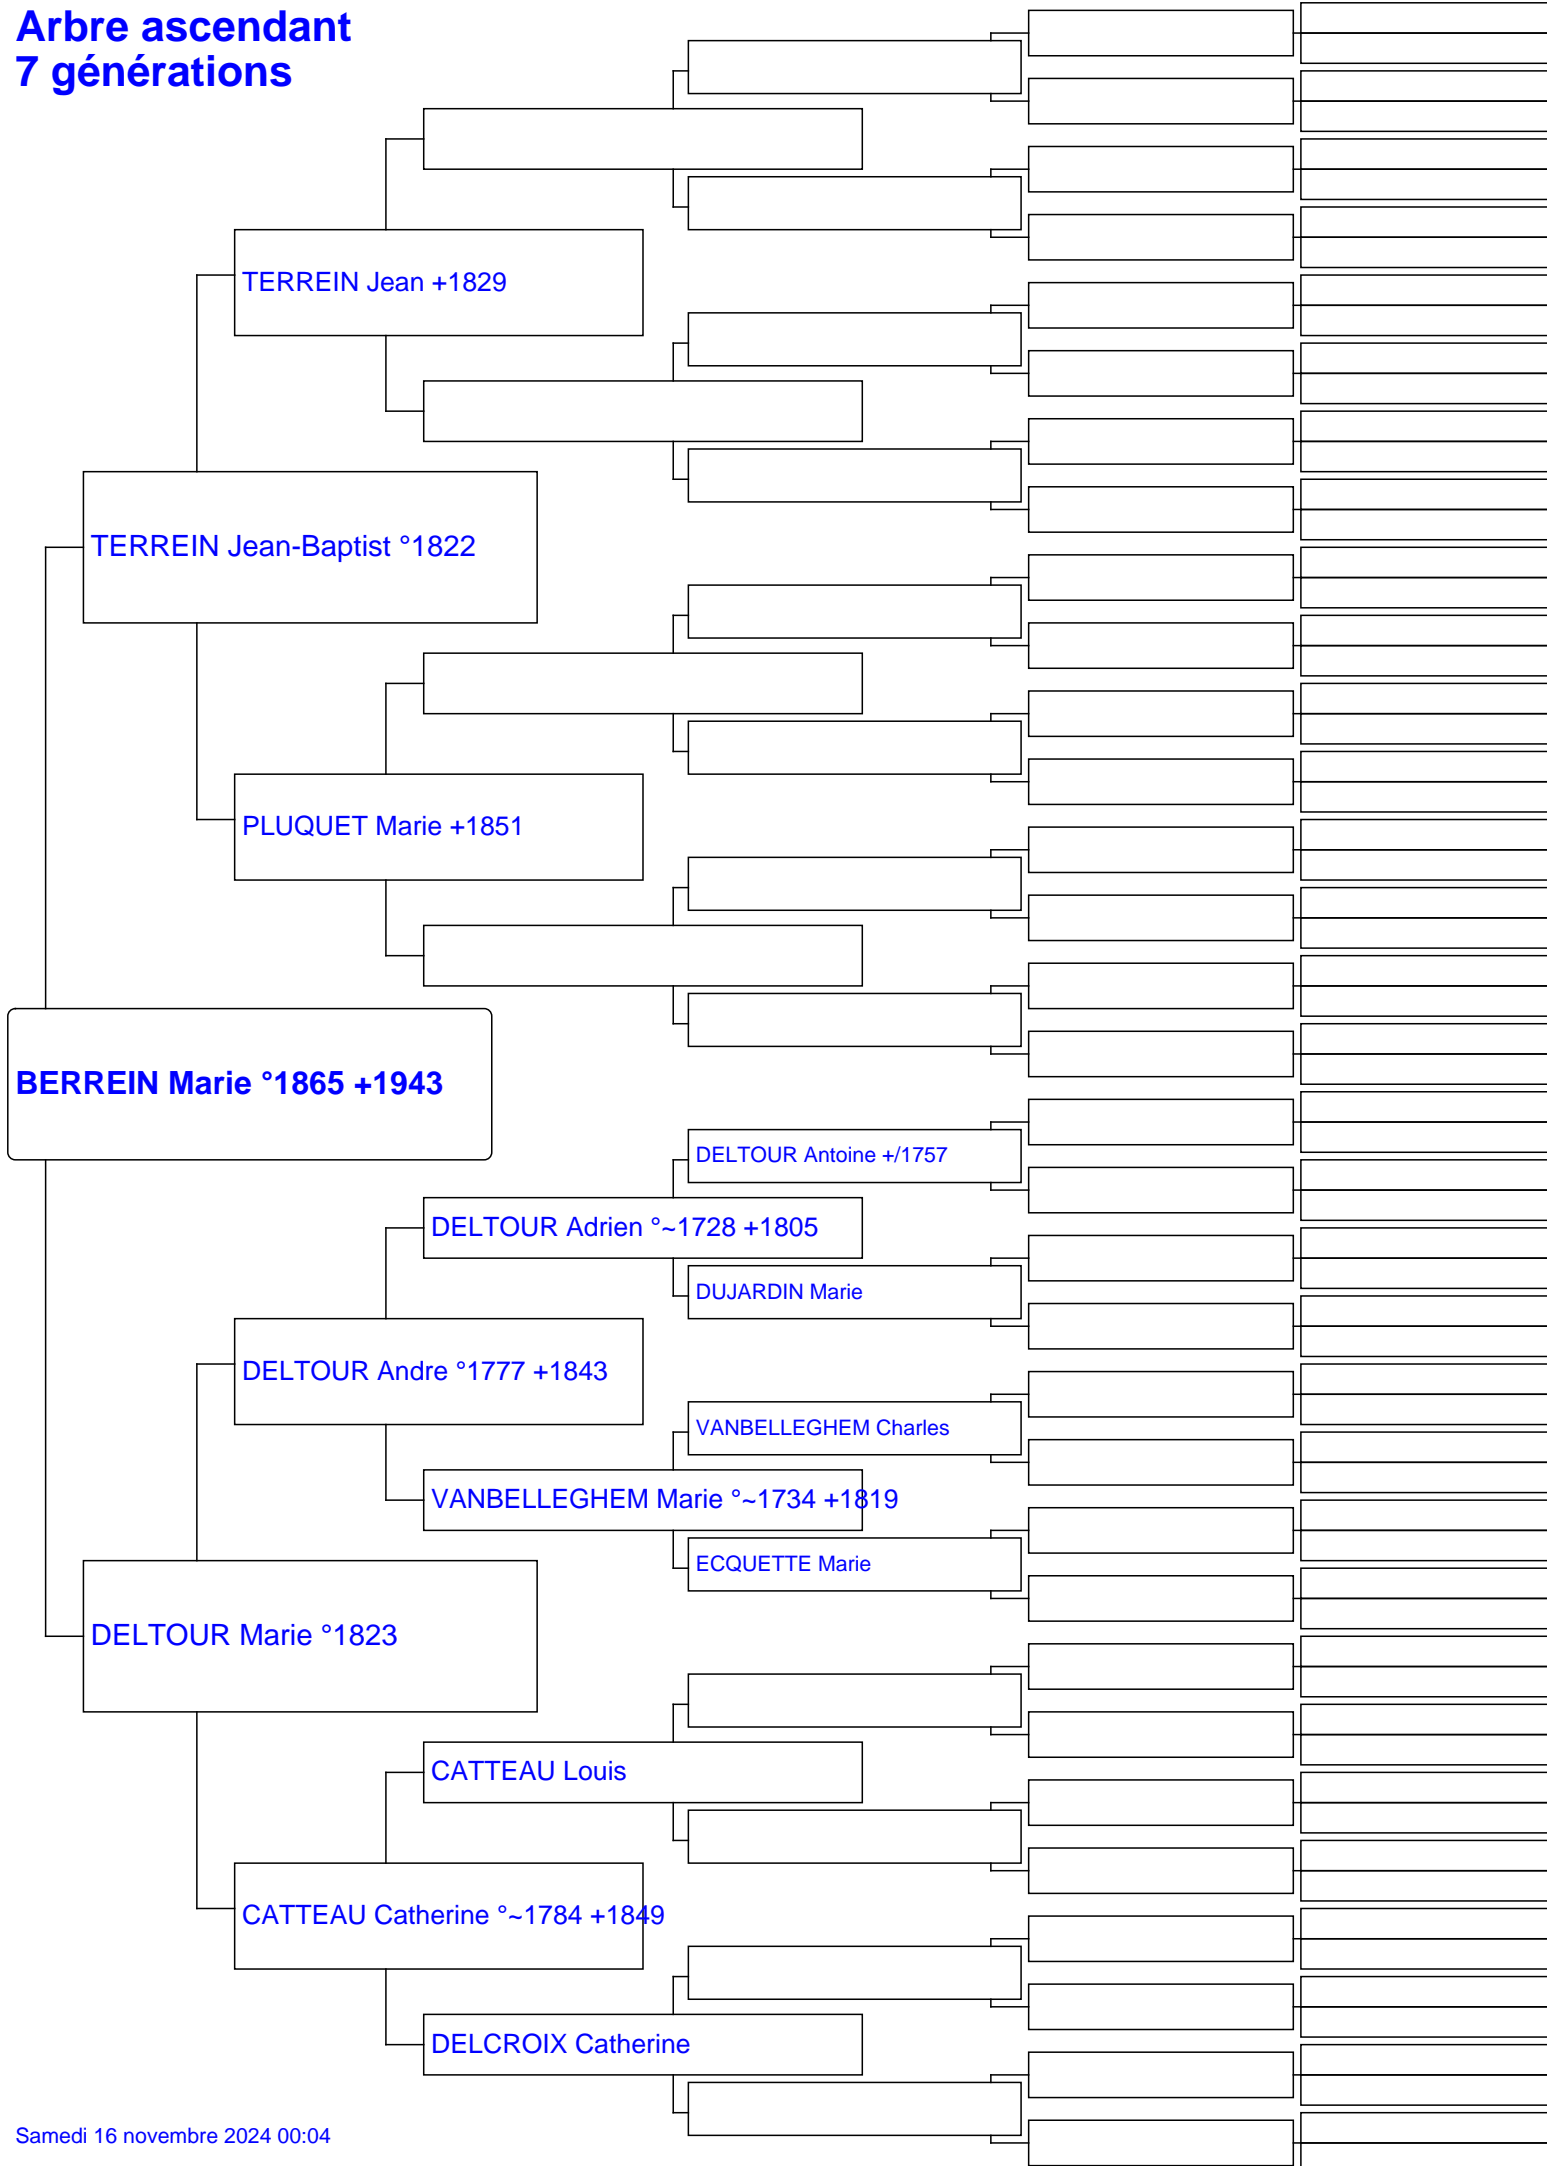 Arbre ascendant
7 générations
TERREIN Jean +1829
TERREIN Jean-Baptist °1822
PLUQUET Marie +1851
BERREIN Marie °1865 +1943
DELTOUR Antoine +/1757
DELTOUR Adrien °~1728 +1805
DUJARDIN Marie
DELTOUR Andre °1777 +1843
VANBELLEGHEM Charles
VANBELLEGHEM Marie °~1734 +1819
ECQUETTE Marie
DELTOUR Marie °1823
CATTEAU Louis
CATTEAU Catherine °~1784 +1849
DELCROIX Catherine
Samedi 16 novembre 2024 00:04